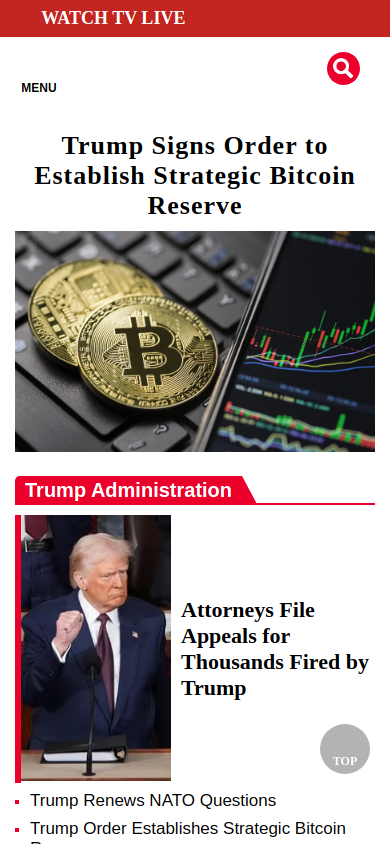 WATCH TV LIVE
MENU
Trump Signs Order to
Establish Strategic Bitcoin
Reserve
Trump Administration
Attorneys File
Appeals for
Thousands Fired by
Trump
TOP
Trump Renews NATO Questions
Trump Order Establishes Strategic Bitcoin